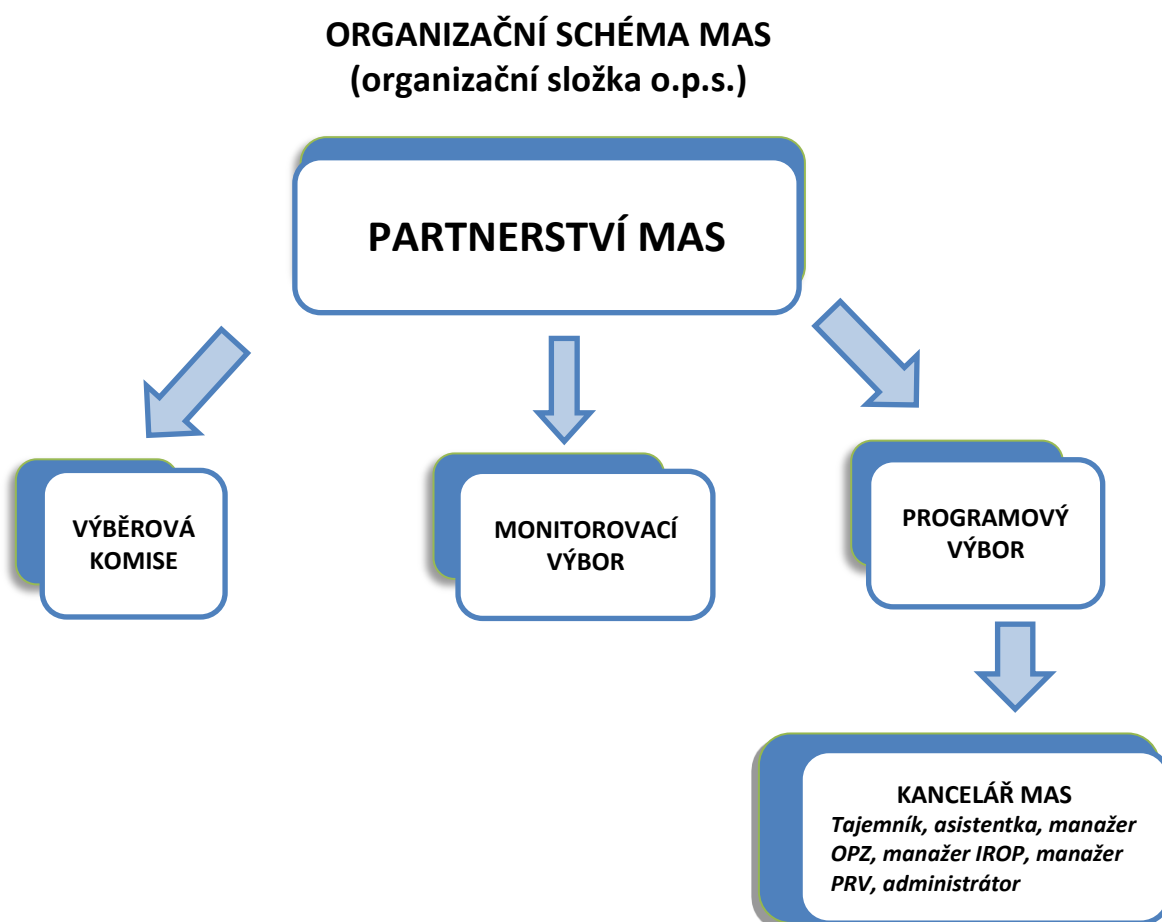 ORGANIZAČNÍ SCHÉMA MAS
(organizační složka o.p.s.)
PARTNERSTVÍ MAS
VÝBĚROVÁ
KOMISE
MONITOROVACÍ
VÝBOR
PROGRAMOVÝ
VÝBOR
KANCELÁŘ MAS
Tajemník, asistentka, manažer
OPZ, manažer IROP, manažer
PRV, administrátor